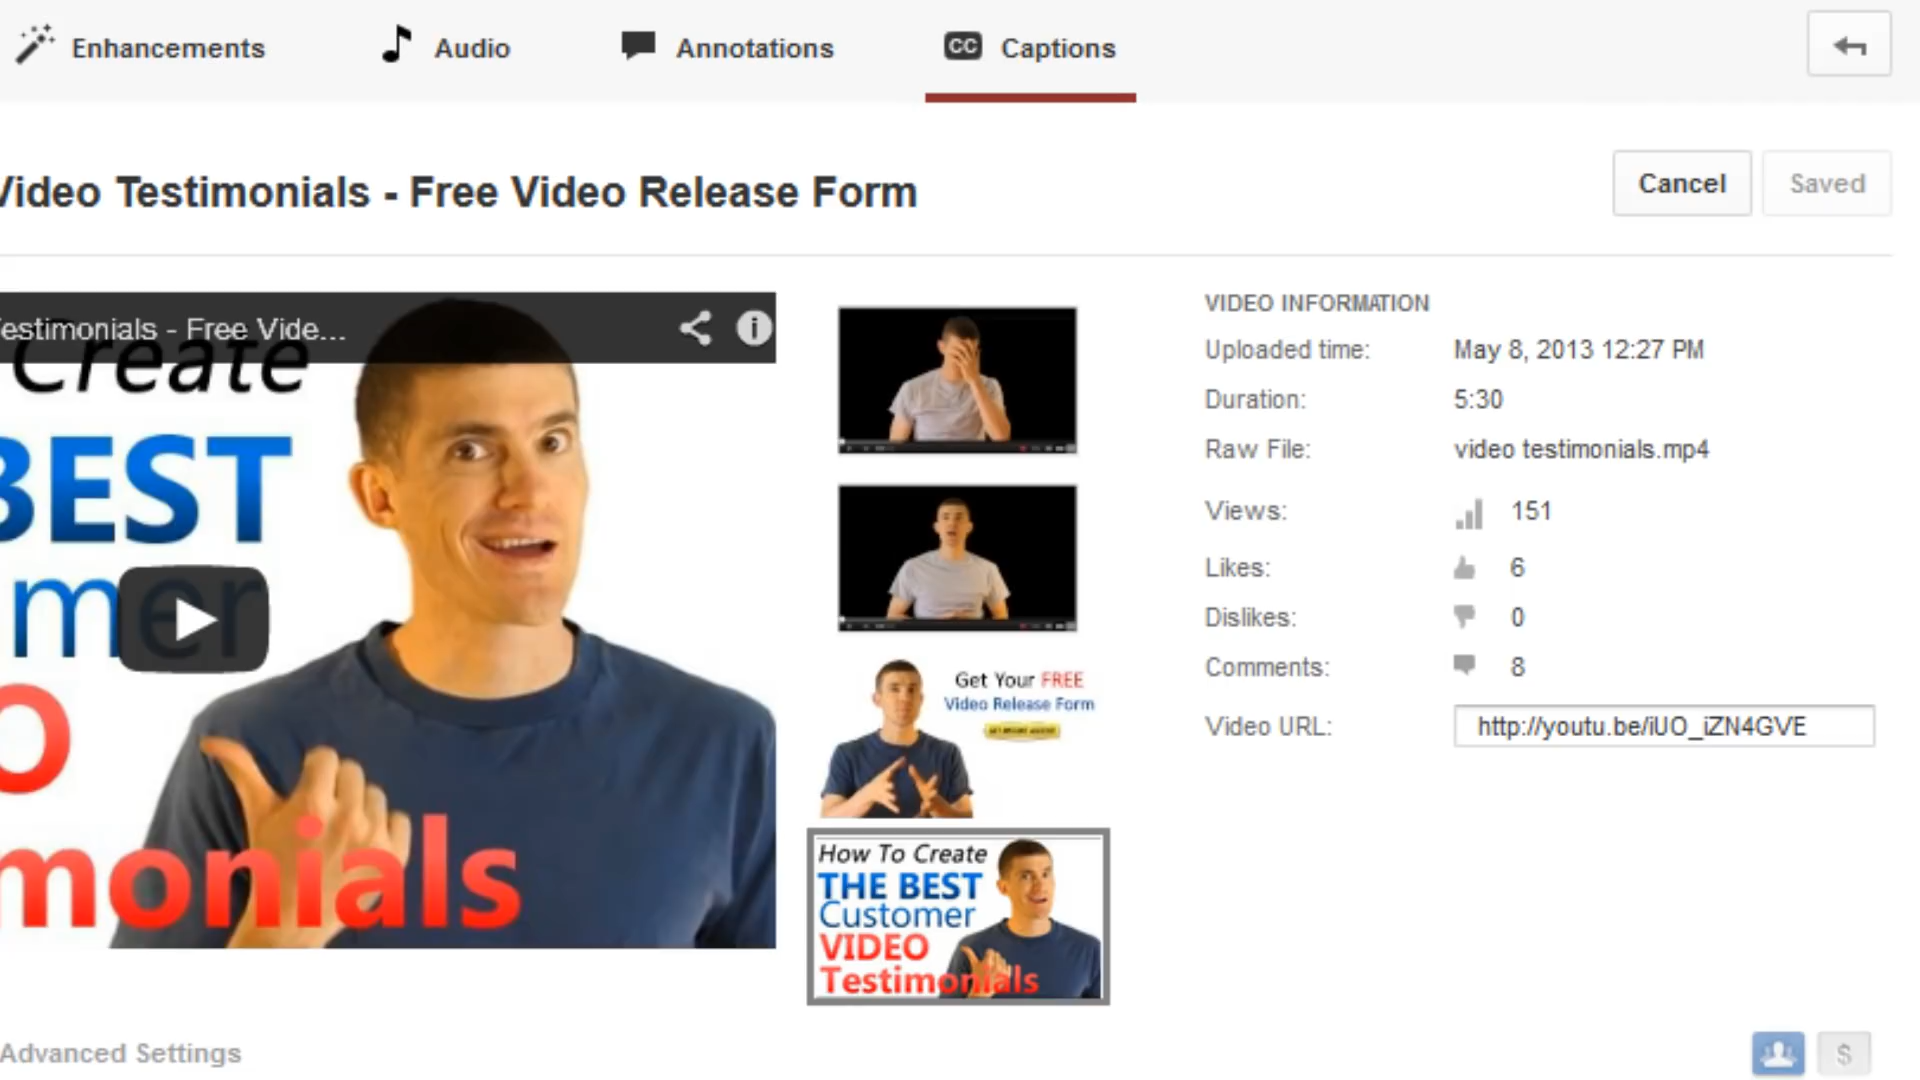 Enhancements
Audio
Annotations
CC Captions
Video Testimonials - Free Video Release Form
Cancel
Saved
estimonials - Free Vide...
Create
BEST
mer
O
monials
Get Your FREE
Video Release Form
How To Create
THE BEST
Customer
VIDEO
Testimonials
VIDEO INFORMATION
Uploaded time: May 8, 2013 12:27 PM
Duration: 5:30
Raw File: video testimonials.mp4
Views: 151
Likes: 6
Dislikes: 0
Comments: 8
Video URL: http://youtu.be/iUO_iZN4GVE
Advanced Settings
$